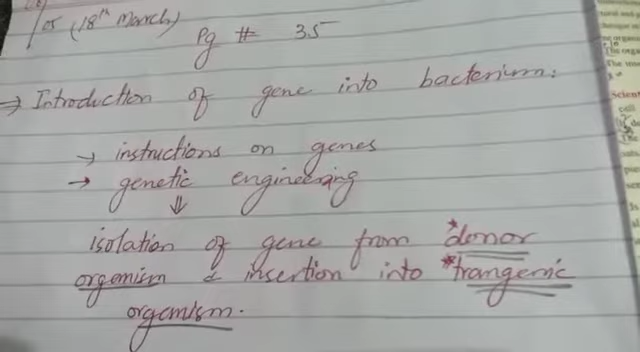 for (18th March)
Pg # 35
→ Introduction of gene into bacterium:
→ instructions on genes
→ genetic engineering
⇓
isolation of gene from *donor
organism & insertion into *trangenic
organism.